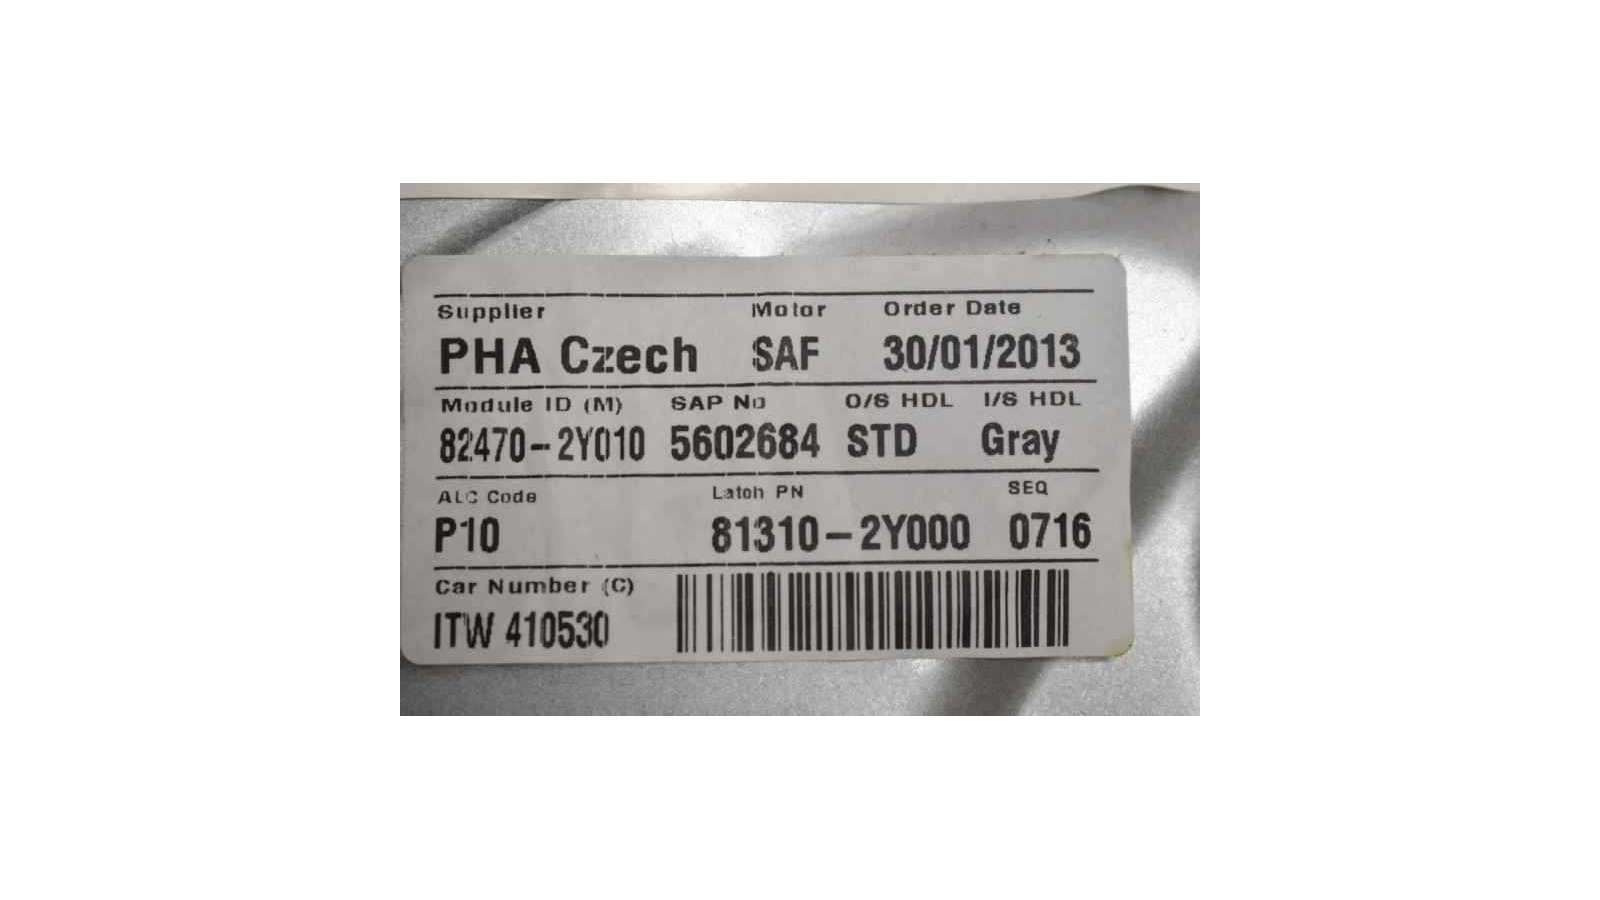 Supplier Motor Order Date
PHA Czech SAF 30/01/2013
Module ID (M) SAP No O/S HDL I/S HDL
82470-2Y010 5602684 STD Gray
ALC Code Latch PN SEQ
P10 81310-2Y000 0716
Car Number (C)
ITW 410530